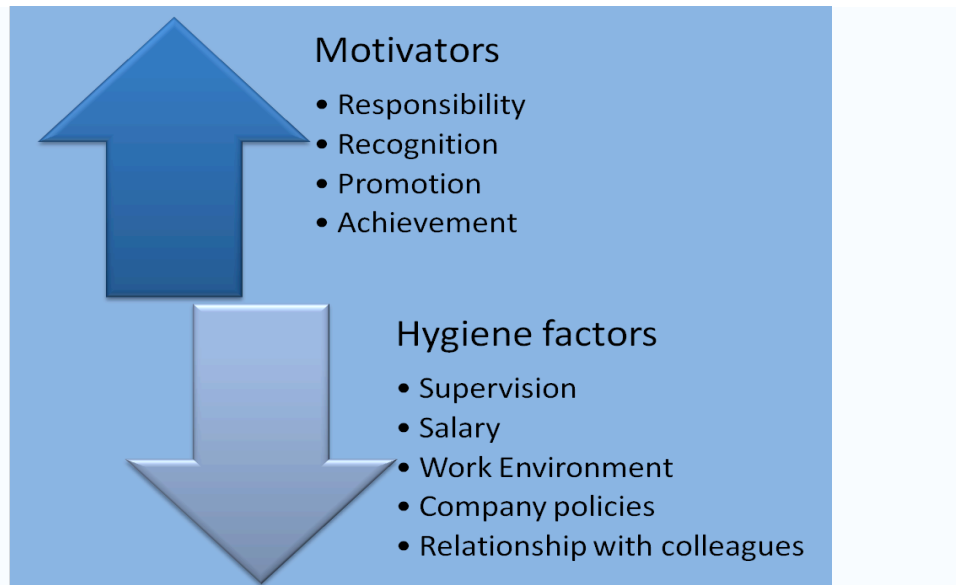 Motivators
• Responsibility
• Recognition
• Promotion
• Achievement
Hygiene factors
• Supervision
• Salary
• Work Environment
• Company policies
• Relationship with colleagues